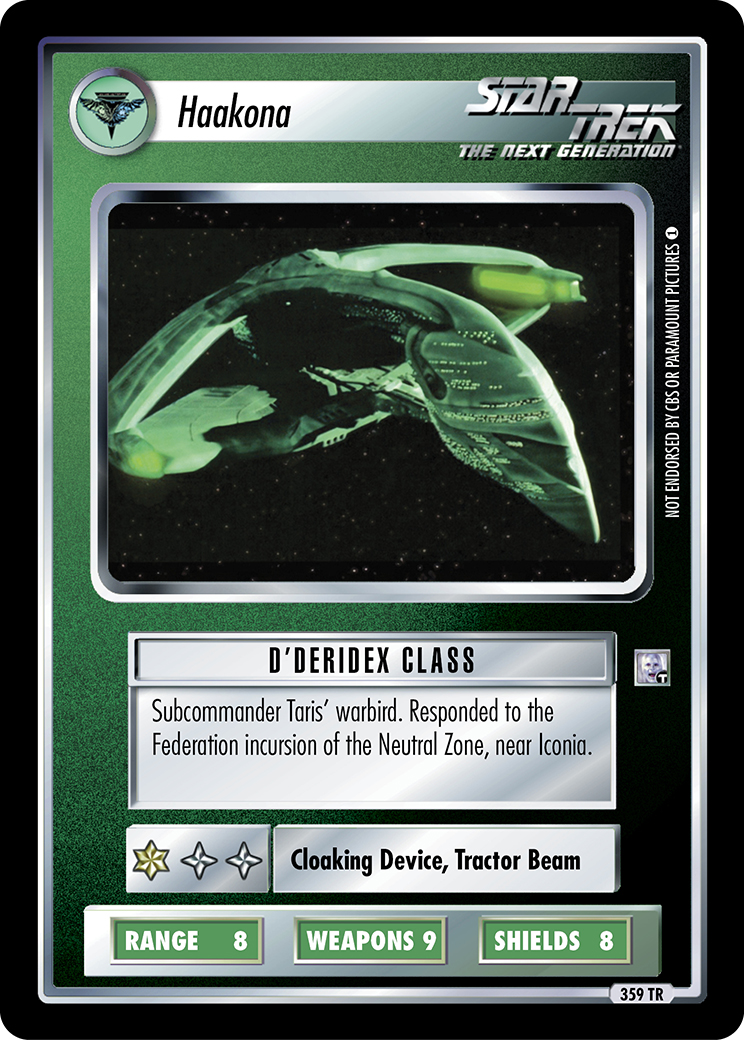 Haakona
STAR TREK
THE NEXT GENERATION
NOT ENDORSED BY CBS OR PARAMOUNT PICTURES 1
D'DERIDEX CLASS
Subcommander Taris' warbird. Responded to the
Federation incursion of the Neutral Zone, near Iconia.
T
Cloaking Device, Tractor Beam
RANGE 8
WEAPONS 9
SHIELDS 8
359 TR